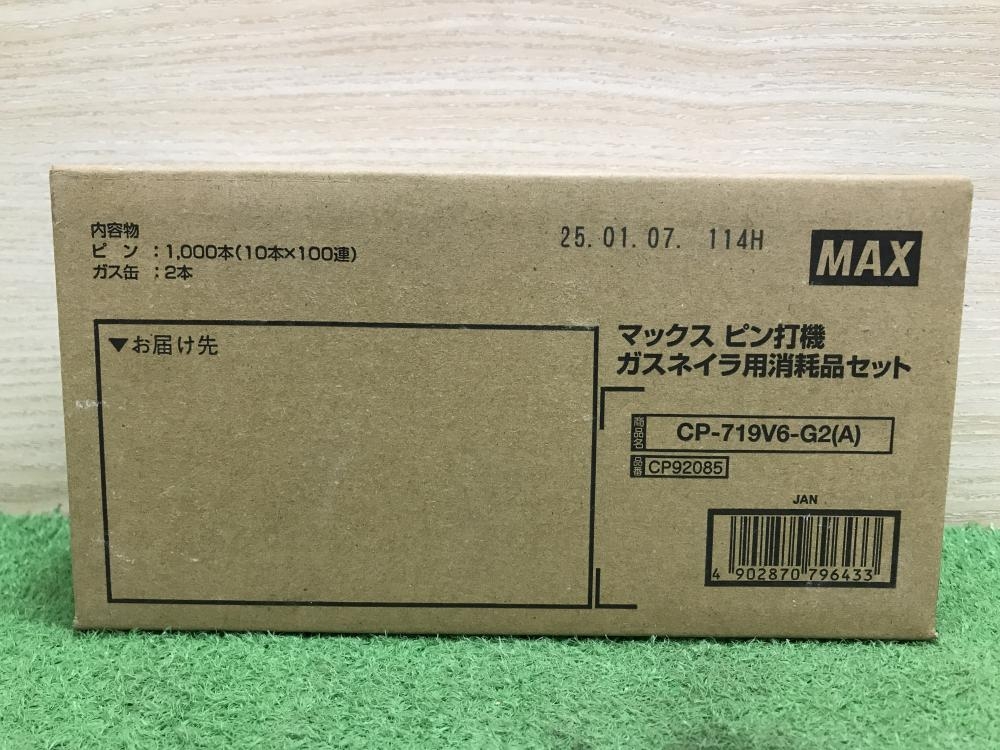 内容物
ピン：1,000本(10本×100連)
ガス缶：2本
25.01.07. 114H
MAX
▼お届け先
マックス ピン打機
ガスネイラ用消耗品セット
商品名 CP-719V6-G2(A)
品番 CP92085
JAN
4 902870 796433